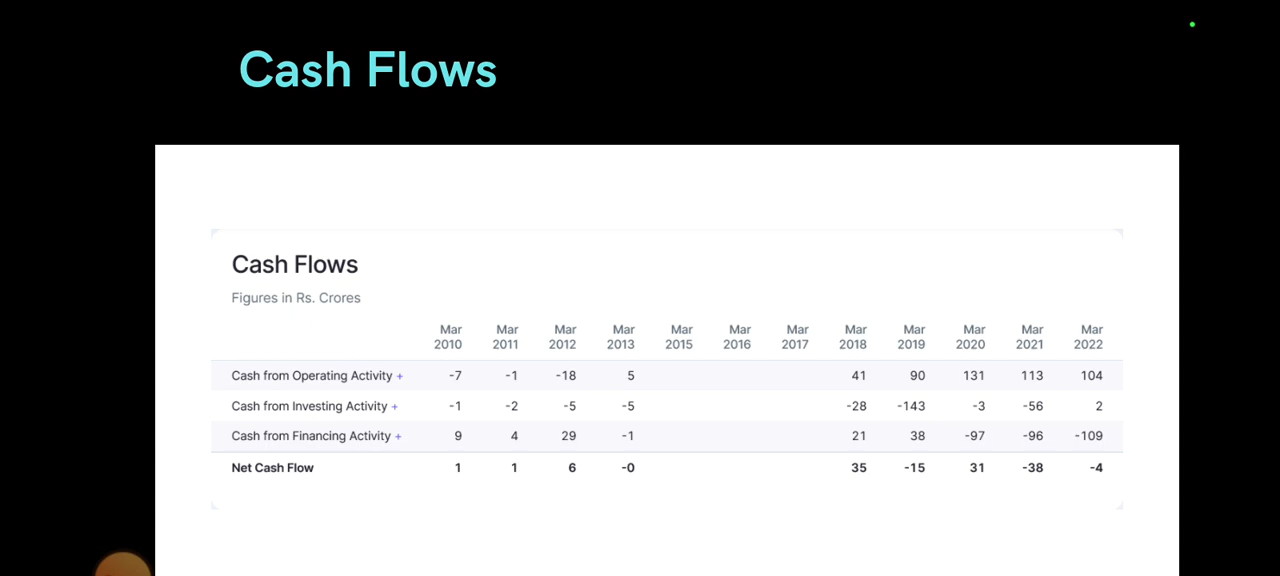 Cash Flows
Cash Flows
Figures in Rs. Crores
Mar Mar Mar Mar Mar Mar Mar Mar Mar Mar Mar Mar
2010 2011 2012 2013 2015 2016 2017 2018 2019 2020 2021 2022
Cash from Operating Activity + -7 -1 -18 5 41 90 131 113 104
Cash from Investing Activity + -1 -2 -5 -5 -28 -143 -3 -56 2
Cash from Financing Activity + 9 4 29 -1 21 38 -97 -96 -109
Net Cash Flow 1 1 6 -0 35 -15 31 -38 -4